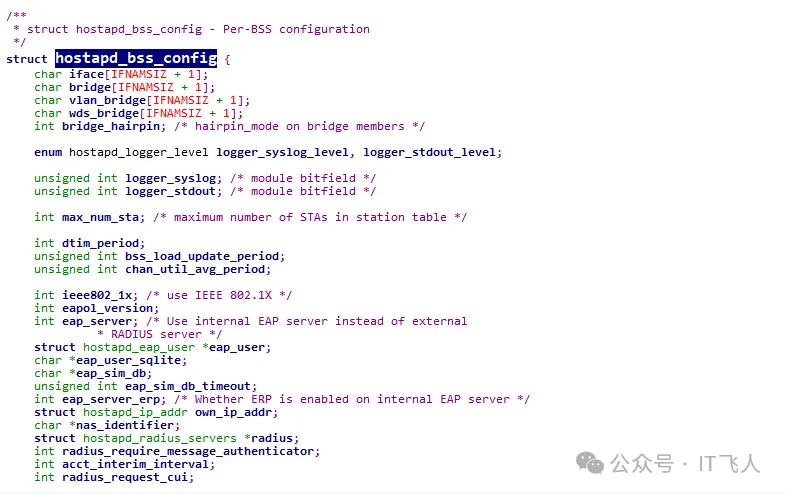 /**
 * struct hostapd_bss_config - Per-BSS configuration
 */
struct hostapd_bss_config {
    char iface[IFNAMSIZ + 1];
    char bridge[IFNAMSIZ + 1];
    char vlan_bridge[IFNAMSIZ + 1];
    char wds_bridge[IFNAMSIZ + 1];
    int bridge_hairpin; /* hairpin_mode on bridge members */

    enum hostapd_logger_level logger_syslog_level, logger_stdout_level;

    unsigned int logger_syslog; /* module bitfield */
    unsigned int logger_stdout; /* module bitfield */

    int max_num_sta; /* maximum number of STAs in station table */

    int dtim_period;
    unsigned int bss_load_update_period;
    unsigned int chan_util_avg_period;

    int ieee802_1x; /* use IEEE 802.1X */
    int eapol_version;
    int eap_server; /* Use internal EAP server instead of external
             * RADIUS server */
    struct hostapd_eap_user *eap_user;
    char *eap_user_sqlite;
    char *eap_sim_db;
    unsigned int eap_sim_db_timeout;
    int eap_server_erp; /* Whether ERP is enabled on internal EAP server */
    struct hostapd_ip_addr own_ip_addr;
    char *nas_identifier;
    struct hostapd_radius_servers *radius;
    int radius_require_message_authenticator;
    int acct_interim_interval;
    int radius_request_cui;
公众号 · IT飞人